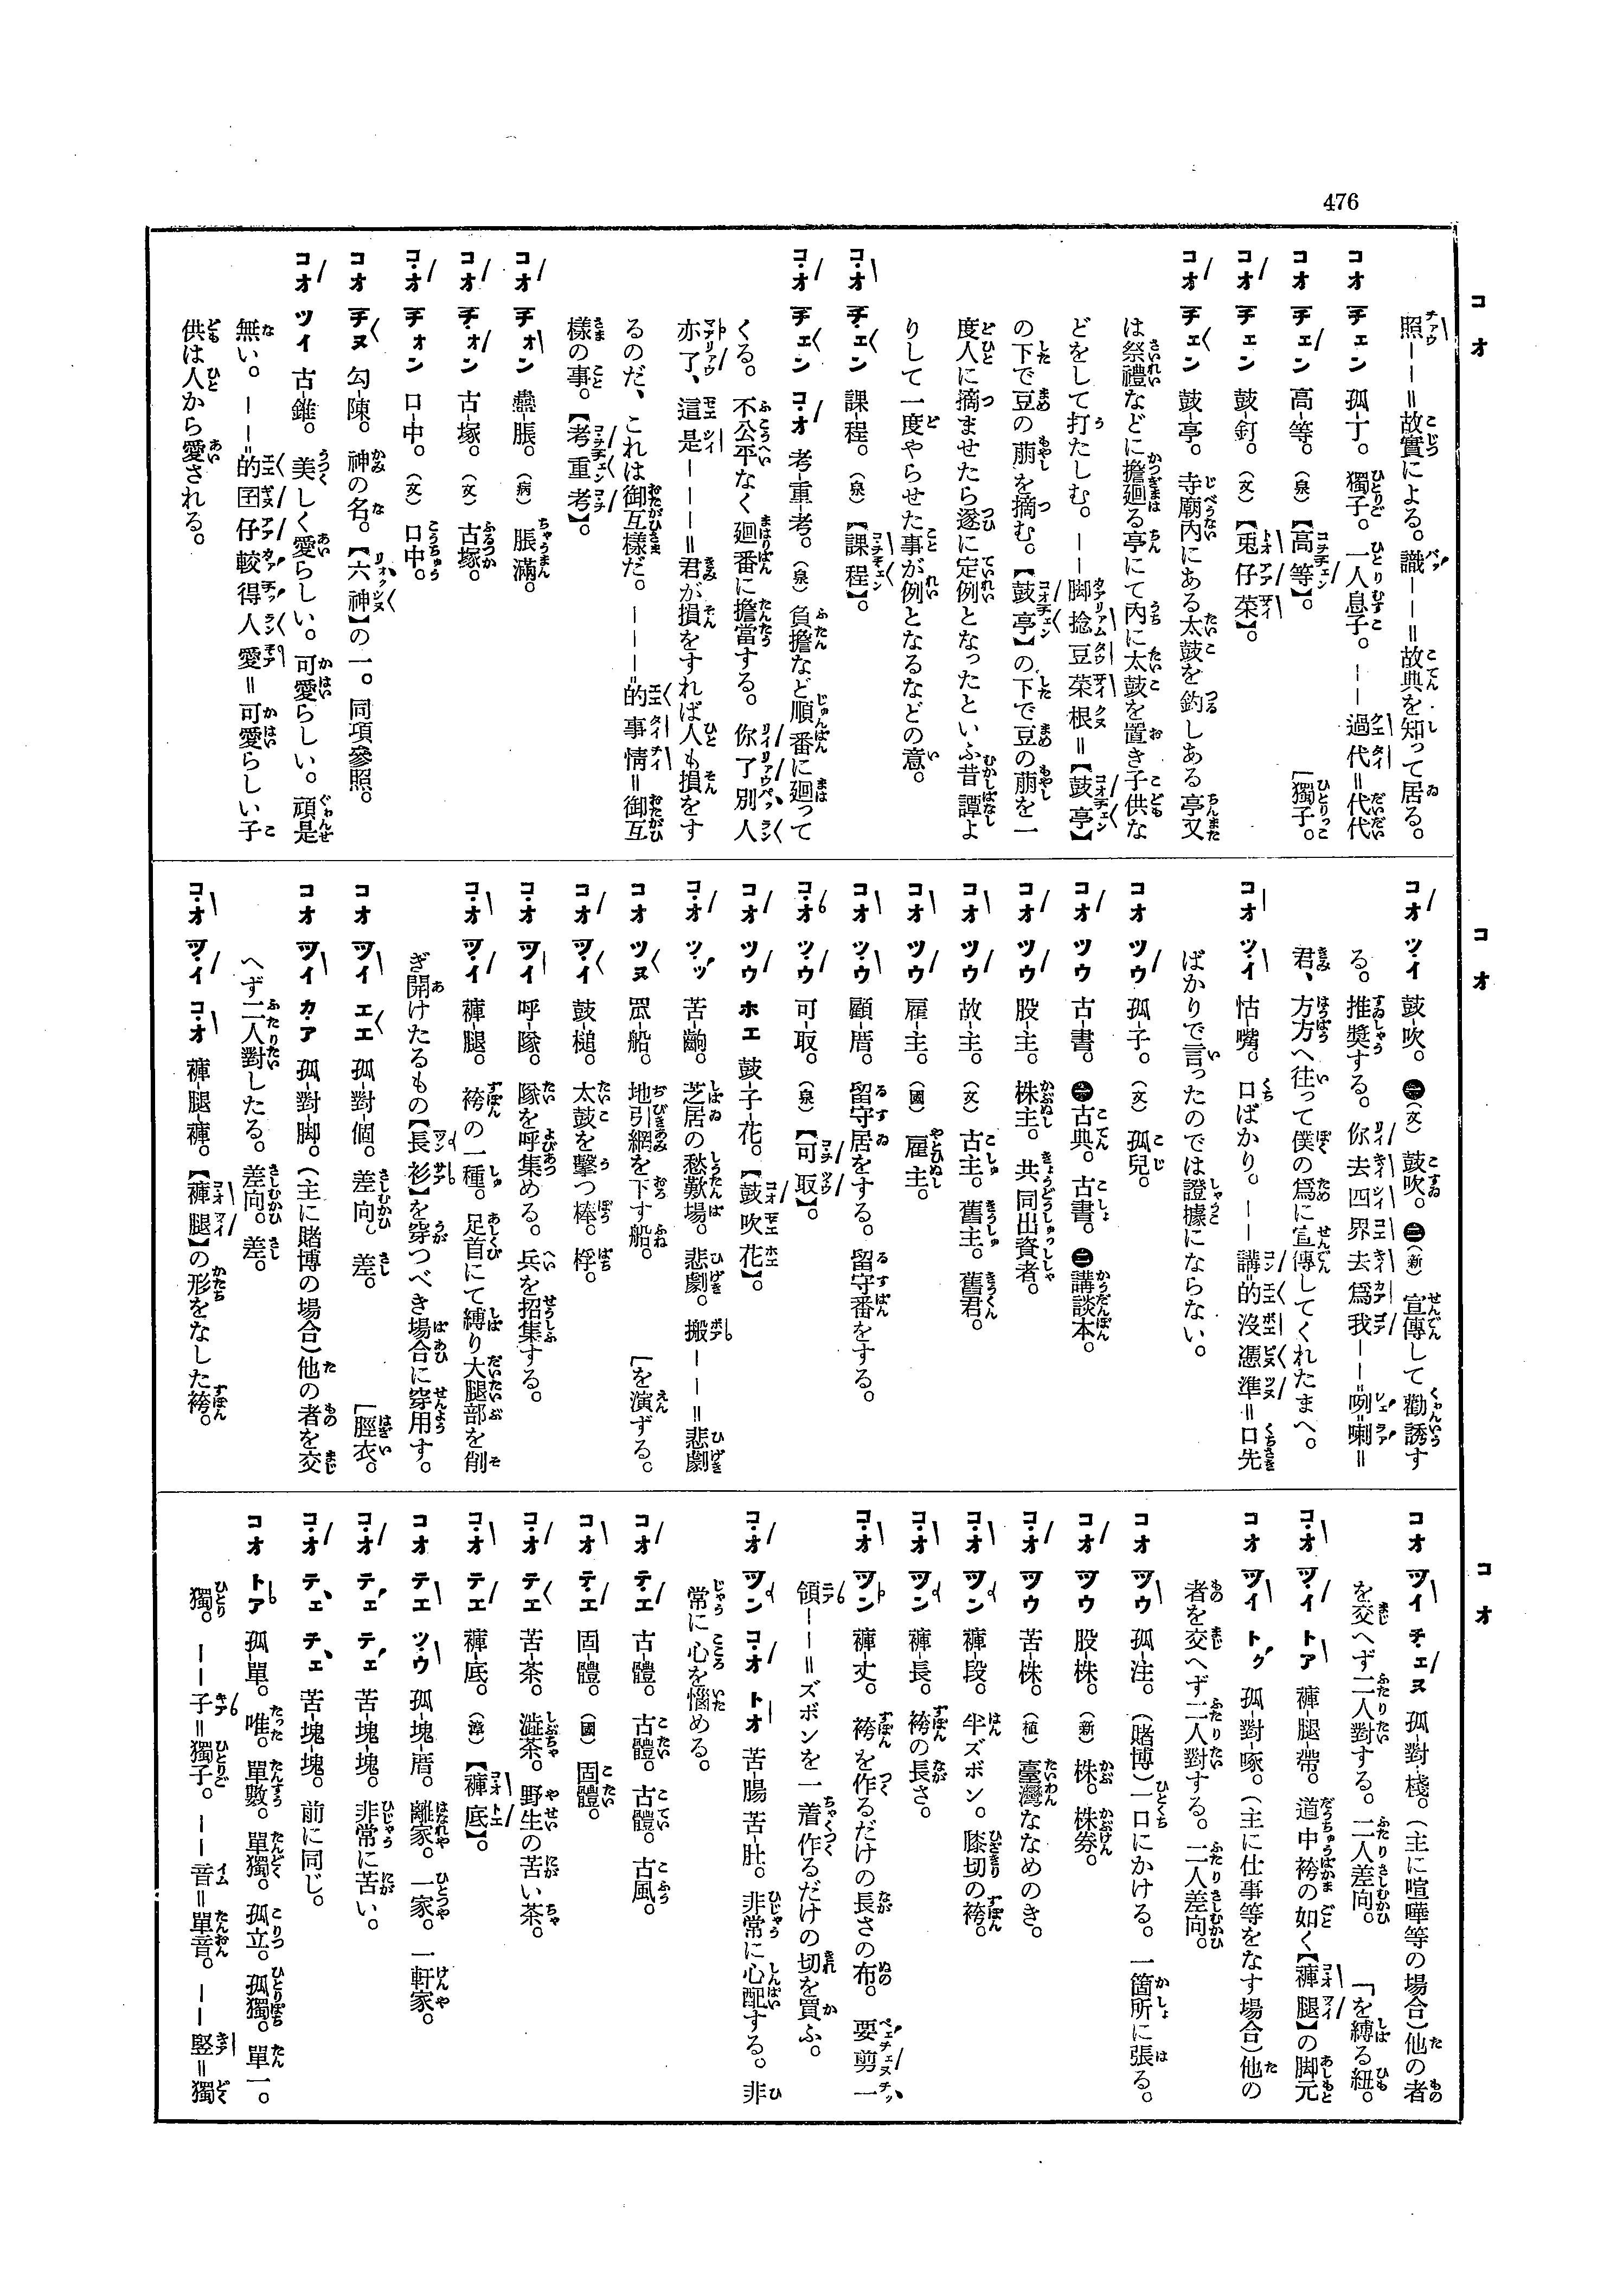 476
コオ
照――＝故實による。識――＝故典を知って居る。
コオ チェン 孤-丁。獨子。一人息子。――過代＝代代
コオ チェン 高-等。（泉）【高等】。［獨子。
コオ チェン 鼓-釘。（文）【兎仔菜】。
コオ チェン 鼓-亭。寺廟內にある太鼓を釣しある亭又
は祭禮などに擔廻る亭にて內に太鼓を置き子供な
どをして打たしむ。――脚捻豆菜根＝【鼓亭】
の下で豆の萠を摘む。【鼓亭】の下で豆の萠を一
度人に摘ませたら遂に定例となったといふ昔譚よ
りして一度やらせた事が例となるなどの意。
コオ チェン 課-程。（泉）【課程】。
コオ チェン コオ 考-重-考。（泉）負擔など順番に廻って
くる。不公平なく廻番に擔當する。你了別人
亦了、這是―――＝君が損をすれば人も損をす
るのだ、これは御互樣だ。―――的事情＝御互
樣の事。【考重考】。
コオ チォン 蠱-脹。（病）脹滿。
コオ チォン 古-塚。（文）古塚。
コオ チォン 口-中。（文）口中。
コオ チヌ 勾-陳。神の名。【六神】の一。同項參照。
コオ ツイ 古-錐。美しく愛らしい。可愛らしい。頑是
無い。――的囝仔較得人愛＝可愛らしい子
供は人から愛される。
コオ
コオ ツイ 鼓-吹。㊀（文）鼓吹。㊁（新）宣傳して勸誘す
る。推奬する。你去四界去爲我――咧喇＝
君、方方へ往って僕の爲に宣傳してくれたまへ。
コオ ツイ 怙-嘴。口ばかり。――講的沒憑準＝口先
ばかりで言ったのでは證據にならない。
コオ ツウ 孤-子。（文）孤兒。
コオ ツウ 古-書。㊀古典。古書。㊁講談本。
コオ ツウ 股-主。株主。共同出資者。
コオ ツウ 故-主。（文）古主。舊主。舊君。
コオ ツウ 雇-主。（國）雇主。
コオ ツウ 顧-厝。留守居をする。留守番をする。
コオ ツウ 可-取。（泉）【可取】。
コオ ツウ ホエ 鼓-子-花。【鼓吹花】。
コオ ツッ 苦-齣。芝居の愁歎場。悲劇。搬――＝悲劇
コオ ツヌ 罛-船。地引網を下す船。［を演ずる。
コオ ツイ 鼓-槌。太鼓を擊つ棒。桴。
コオ ツイ 呼-隊。隊を呼集める。兵を招集する。
コオ ツイ 褲-腿。袴の一種。足首にて縛り大腿部を削
ぎ開けたるもの【長衫】を穿つべき場合に穿用す。
コオ ツイ エエ 孤-對-個。差向。差。［脛衣。
コオ ツイ カア 孤-對-脚。（主に賭博の場合）他の者を交
へず二人對したる。差向。差。
コオ ツイ コオ 褲-腿-褲。【褲腿】の形をなした袴。
コオ
コオ ツイ チェヌ 孤-對-棧。（主に喧嘩等の場合）他の者
を交へず二人對する。二人差向。［を縛る紐。
コオ ツイ トア 褲-腿-帶。道中袴の如く【褲腿】の脚元
コオ ツイ トク 孤-對-啄。（主に仕事等をなす場合）他の
者を交へず二人對する。二人差向。
コオ ツウ 孤-注。（賭博）一口にかける。一箇所に張る。
コオ ツウ 股-株。（新）株。株券。
コオ ツウ 苦-株。（植）臺灣ななめのき。
コオ ツン 褲-段。半ズボン。膝切の袴。
コオ ツン 褲-長。袴の長さ。
コオ ツン 褲-丈。袴を作るだけの長さの布。要剪一
領――＝ズボンを一着作るだけの切を買ふ。
コオ ツン コオ トオ 苦-腸 苦-肚。非常に心配する。非
常に心を惱める。
コオ テエ 古-體。古體。古體。古風。
コオ テエ 固-體。（國）固體。
コオ テエ 苦-茶。澁茶。野生の苦い茶。
コオ テエ 褲-底。（漳）【褲底】。
コオ テエ ツウ 孤-塊-厝。離家。一家。一軒家。
コオ テェ テェ 苦-塊-塊。非常に苦い。
コオ テェ テェ 苦-塊-塊。前に同じ。
コオ トア 孤-單。唯。單數。單獨。孤立。孤獨。單一。
獨。――子＝獨子。――音＝單音。――竪＝獨